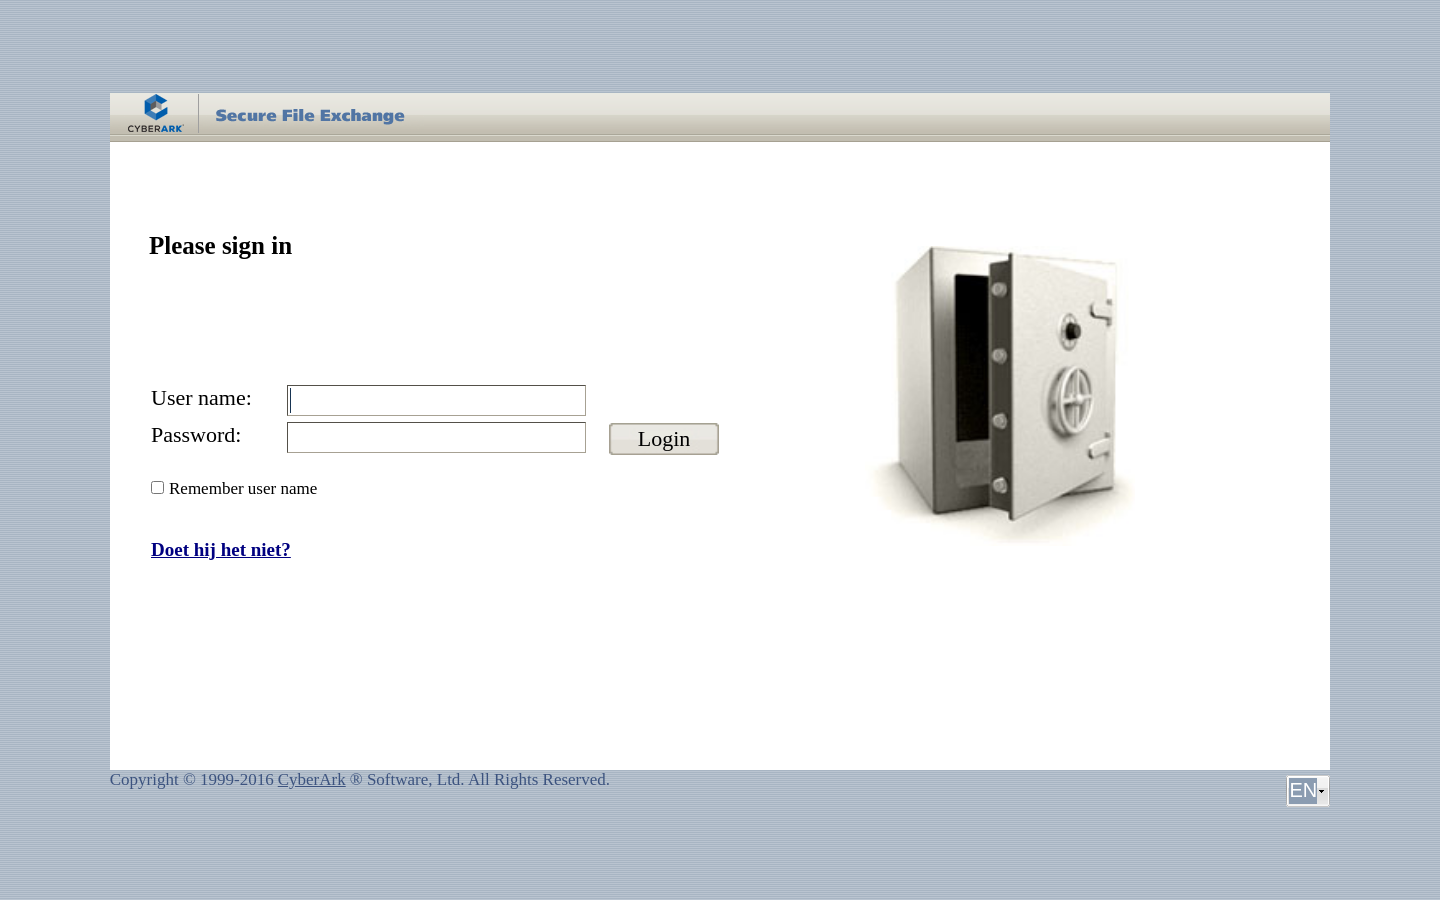 CYBERARK
Secure File Exchange
Please sign in
User name:
Password:
Login
Remember user name
Doet hij het niet?
Copyright © 1999-2016 CyberArk ® Software, Ltd. All Rights Reserved.
EN